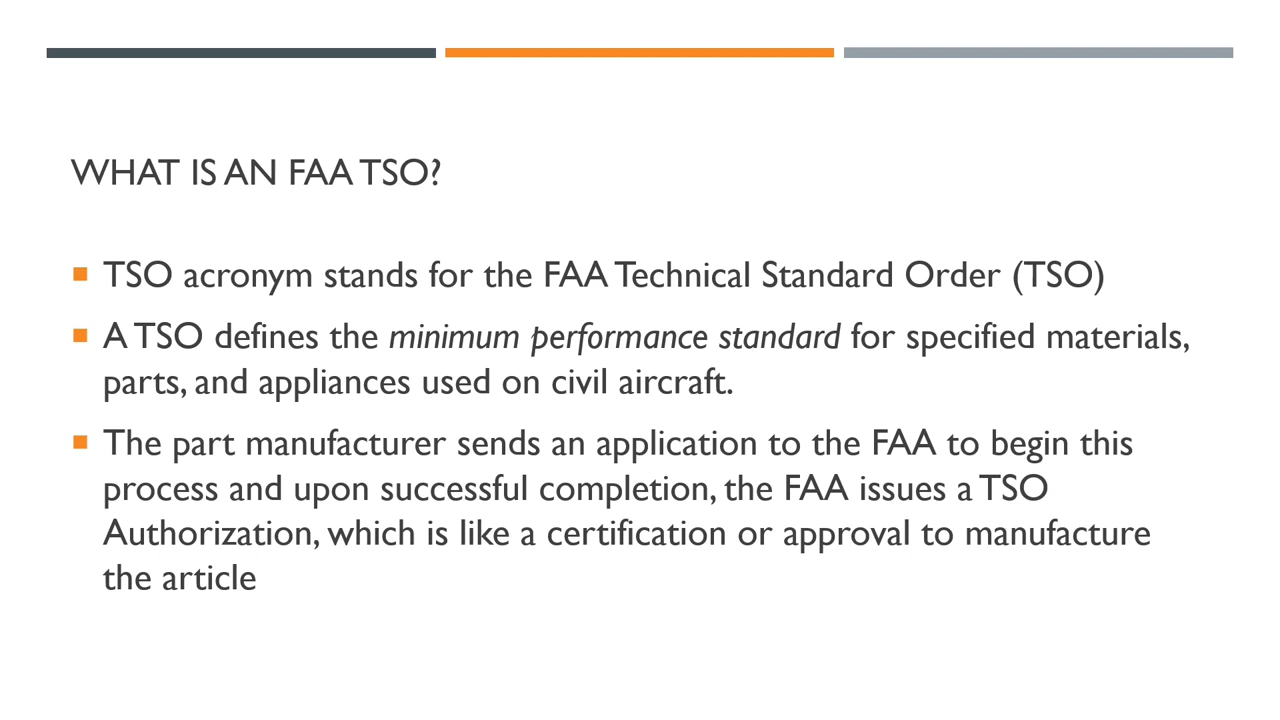 WHAT IS AN FAA TSO?
TSO acronym stands for the FAA Technical Standard Order (TSO)
A TSO defines the minimum performance standard for specified materials,
parts, and appliances used on civil aircraft.
The part manufacturer sends an application to the FAA to begin this
process and upon successful completion, the FAA issues a TSO
Authorization, which is like a certification or approval to manufacture
the article